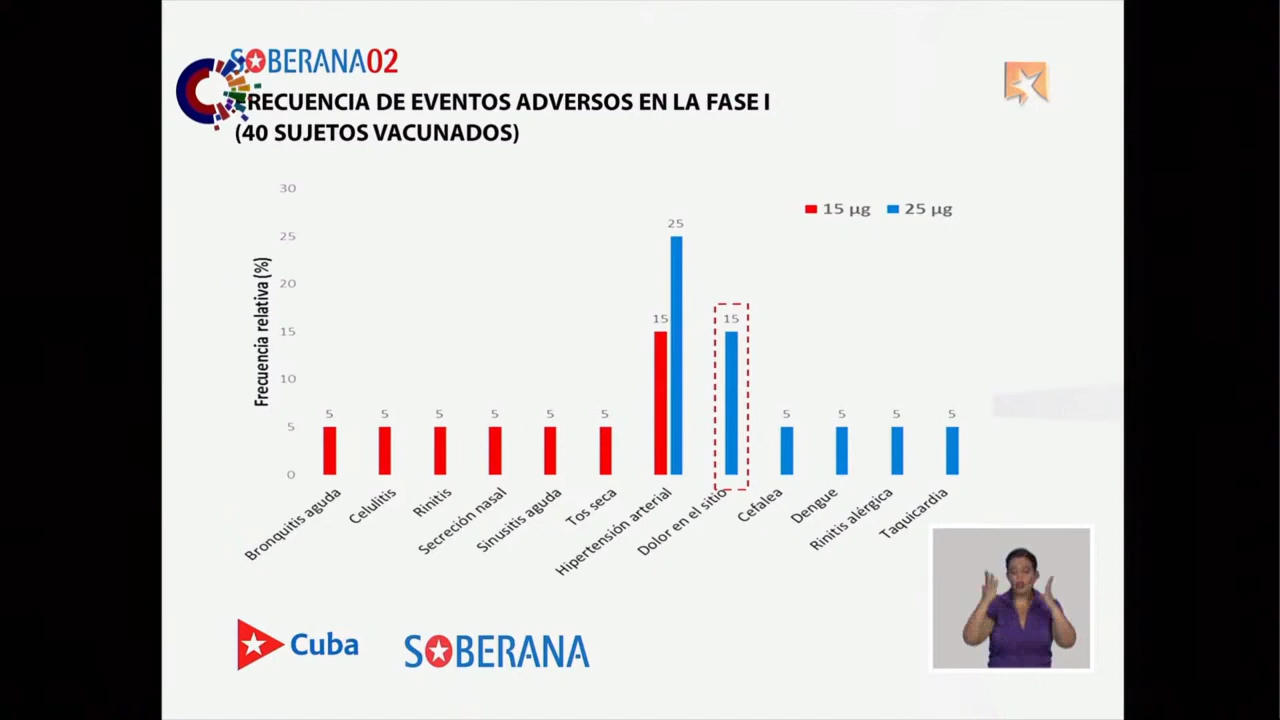 SOBERANA02
FRECUENCIA DE EVENTOS ADVERSOS EN LA FASE I
(40 SUJETOS VACUNADOS)
Frecuencia relativa (%)
30
25
20
15
10
5
0
15 µg
25 µg
5
5
5
5
5
5
15
25
15
5
5
5
5
Bronquitis aguda
Celulitis
Rinitis
Secreción nasal
Sinusitis aguda
Tos seca
Hipertensión arterial
Dolor en el sitio
Cefalea
Dengue
Rinitis alérgica
Taquicardia
Cuba
SOBERANA